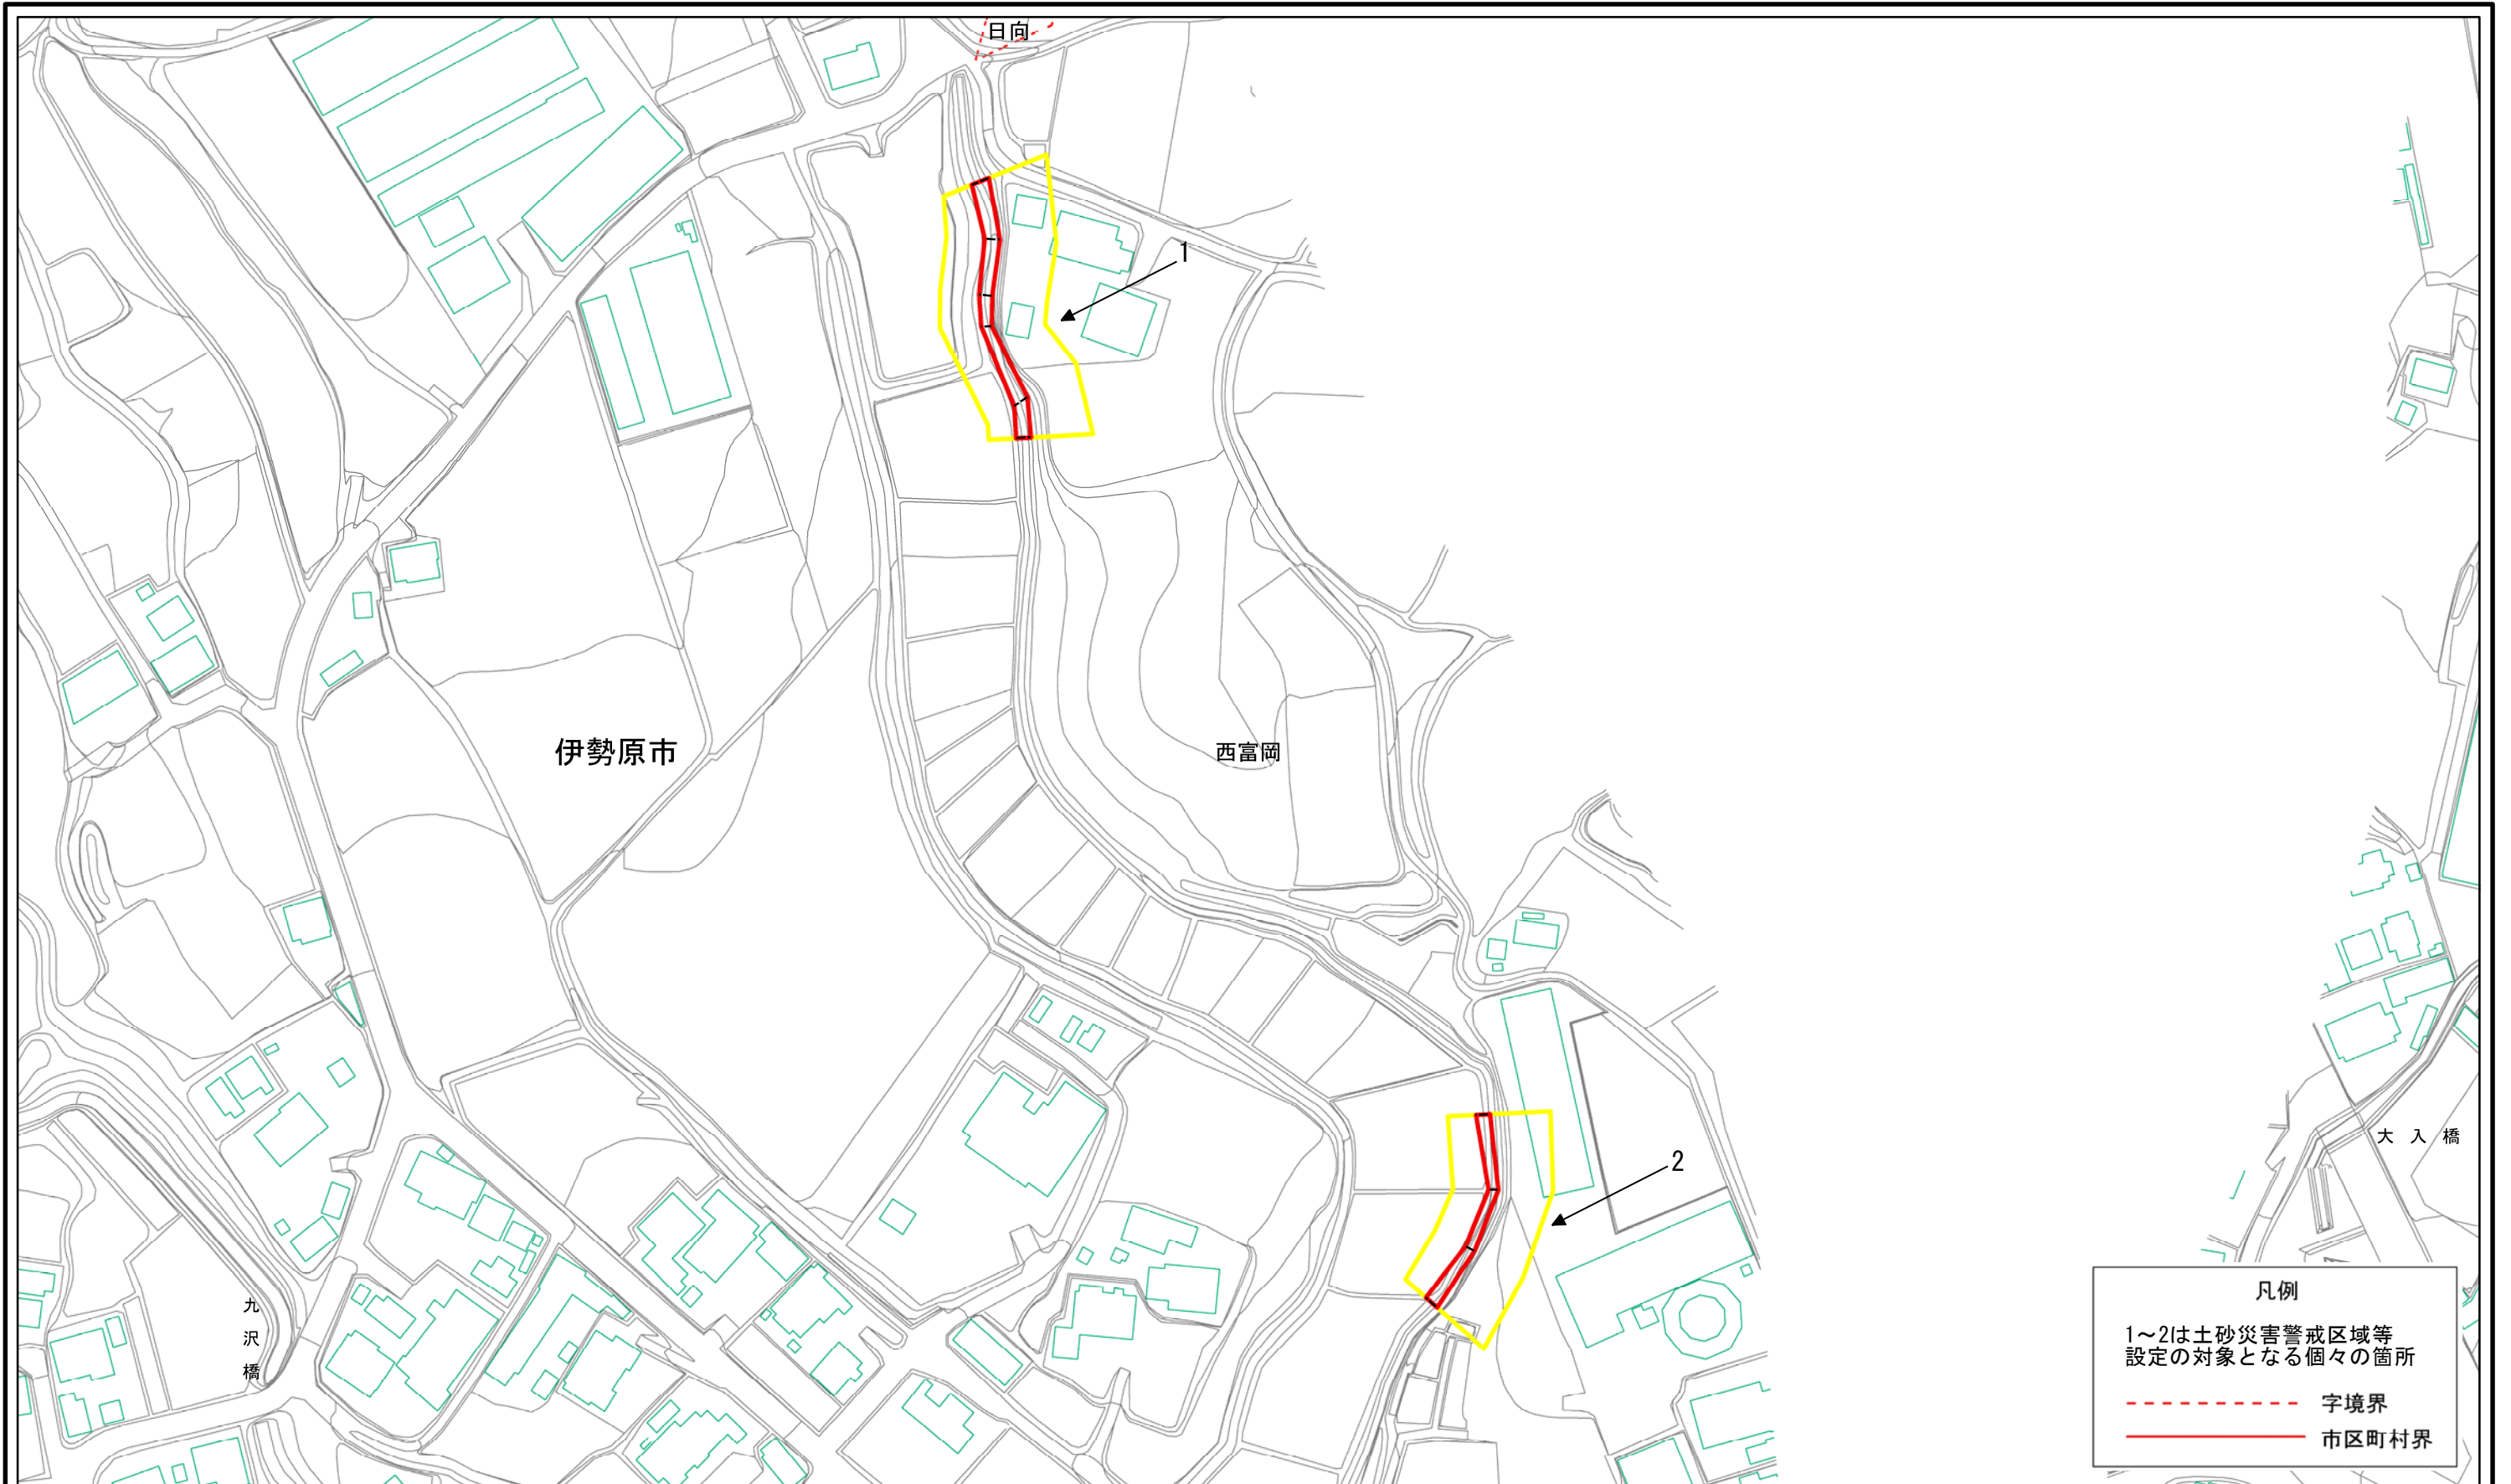 日向
1
伊勢原市
西富岡
大入橋
2
九沢橋
凡例
1～2は土砂災害警戒区域等
設定の対象となる個々の箇所
字境界
市区町村界